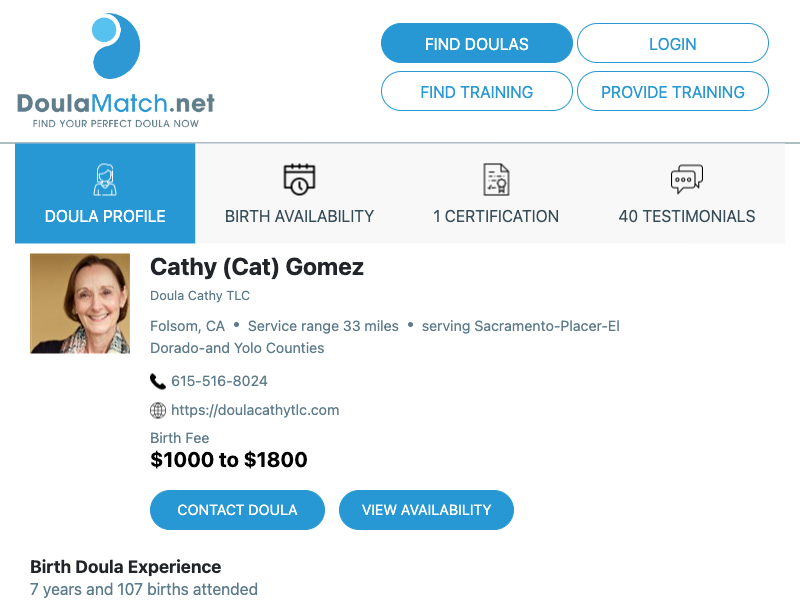 DoulaMatch.net
FIND YOUR PERFECT DOULA NOW
FIND DOULAS
LOGIN
FIND TRAINING
PROVIDE TRAINING
DOULA PROFILE
BIRTH AVAILABILITY
1 CERTIFICATION
40 TESTIMONIALS
Cathy (Cat) Gomez
Doula Cathy TLC
Folsom, CA • Service range 33 miles • serving Sacramento-Placer-El
Dorado-and Yolo Counties
615-516-8024
https://doulacathytlc.com
Birth Fee
$1000 to $1800
CONTACT DOULA
VIEW AVAILABILITY
Birth Doula Experience
7 years and 107 births attended